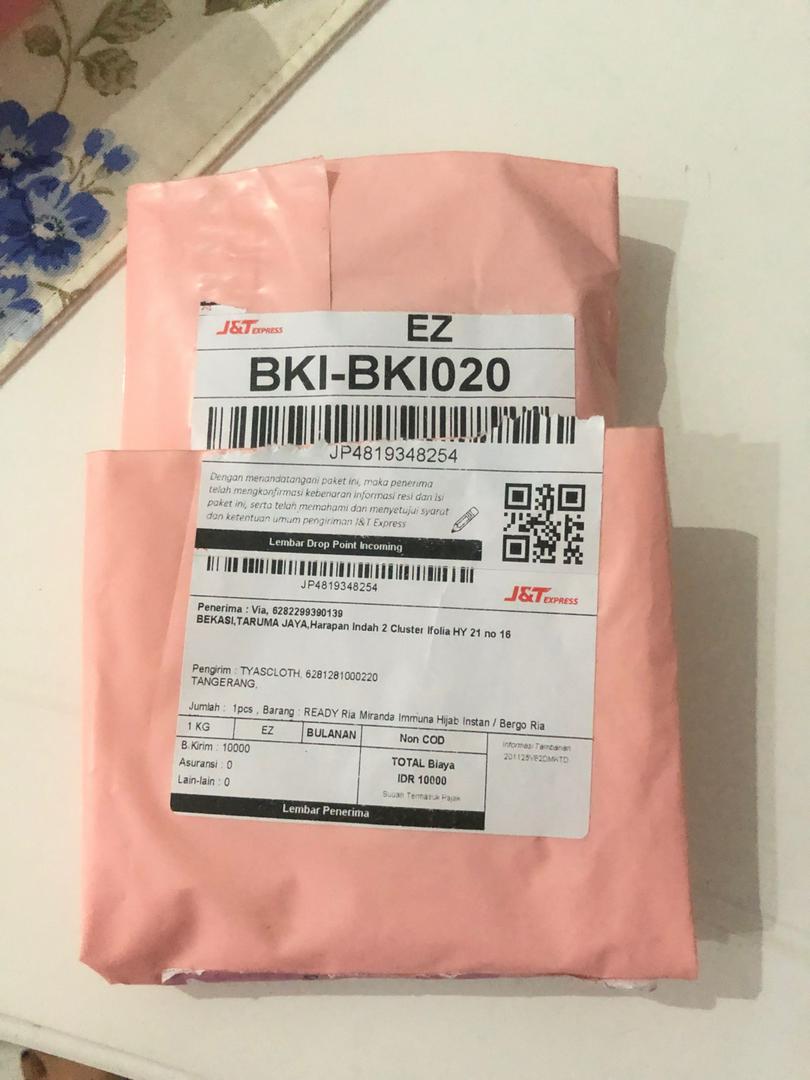 J&T EXPRESS
EZ
BKI-BKI020
JP4819348254
Dengan menandatangani paket ini, maka penerima
telah mengkonfirmasi kebenaran informasi resi dan isi
paket ini, serta telah memahami dan menyetujui syarat
dan ketentuan umum pengiriman J&T Express
Lembar Drop Point Incoming
JP4819348254
J&T EXPRESS
Penerima : Via, 6282299390139
BEKASI,TARUMA JAYA,Harapan Indah 2 Cluster Ifolia HY 21 no 16
Pengirim : TYASCLOTH, 6281281000220
TANGERANG,
Jumlah : 1pcs , Barang : READY Ria Miranda Immuna Hijab Instan / Bergo Ria
1 KG EZ BULANAN Non COD
B.Kirim : 10000
Asuransi : 0
Lain-lain : 0
TOTAL Biaya
IDR 10000
Sudah Termasuk Pajak
Informasi Tambahan
Lembar Penerima